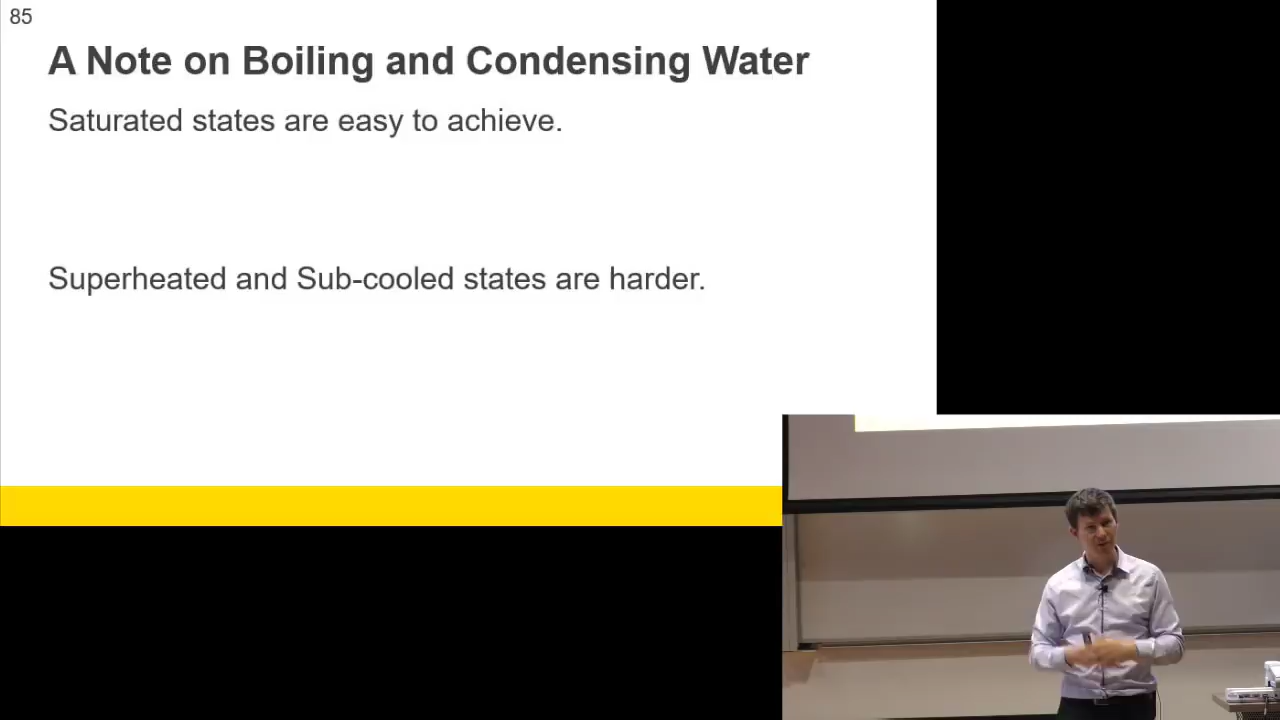 85
A Note on Boiling and Condensing Water
Saturated states are easy to achieve.
Superheated and Sub-cooled states are harder.